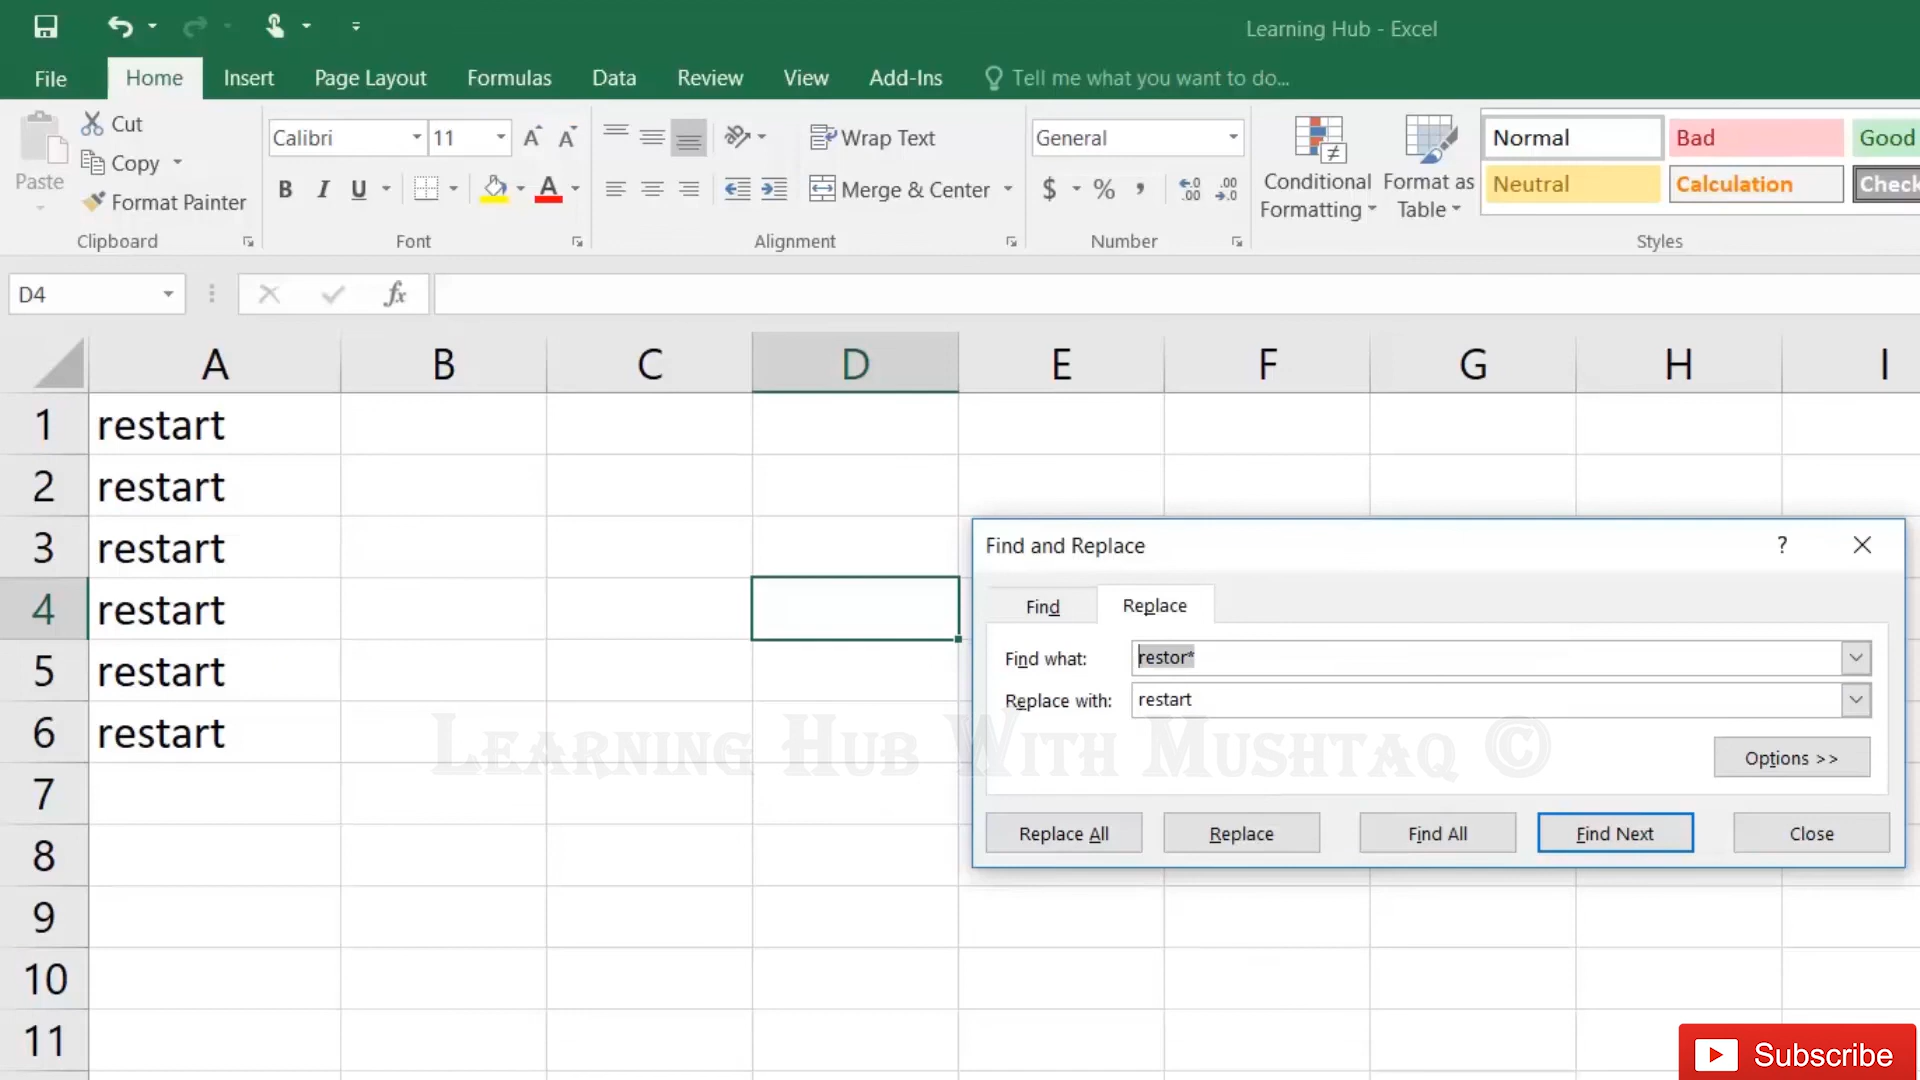 Learning Hub - Excel
File Home Insert Page Layout Formulas Data Review View Add-Ins Tell me what you want to do...
Paste
Cut
Copy
Format Painter
Clipboard
Calibri 11
B I U
Font
Wrap Text
Merge & Center
Alignment
General
$ % ,
Number
Conditional
Formatting
Format as
Table
Normal Bad Good
Neutral Calculation Check
Styles
D4 fx
A B C D E F G H I
1 restart
2 restart
3 restart
4 restart
5 restart
6 restart
7
8
9
10
11
Find and Replace ?
Find Replace
Find what: restor*
Replace with: restart
Options >>
Replace All Replace Find All Find Next Close
Learning Hub With Mushtaq ©
Subscribe